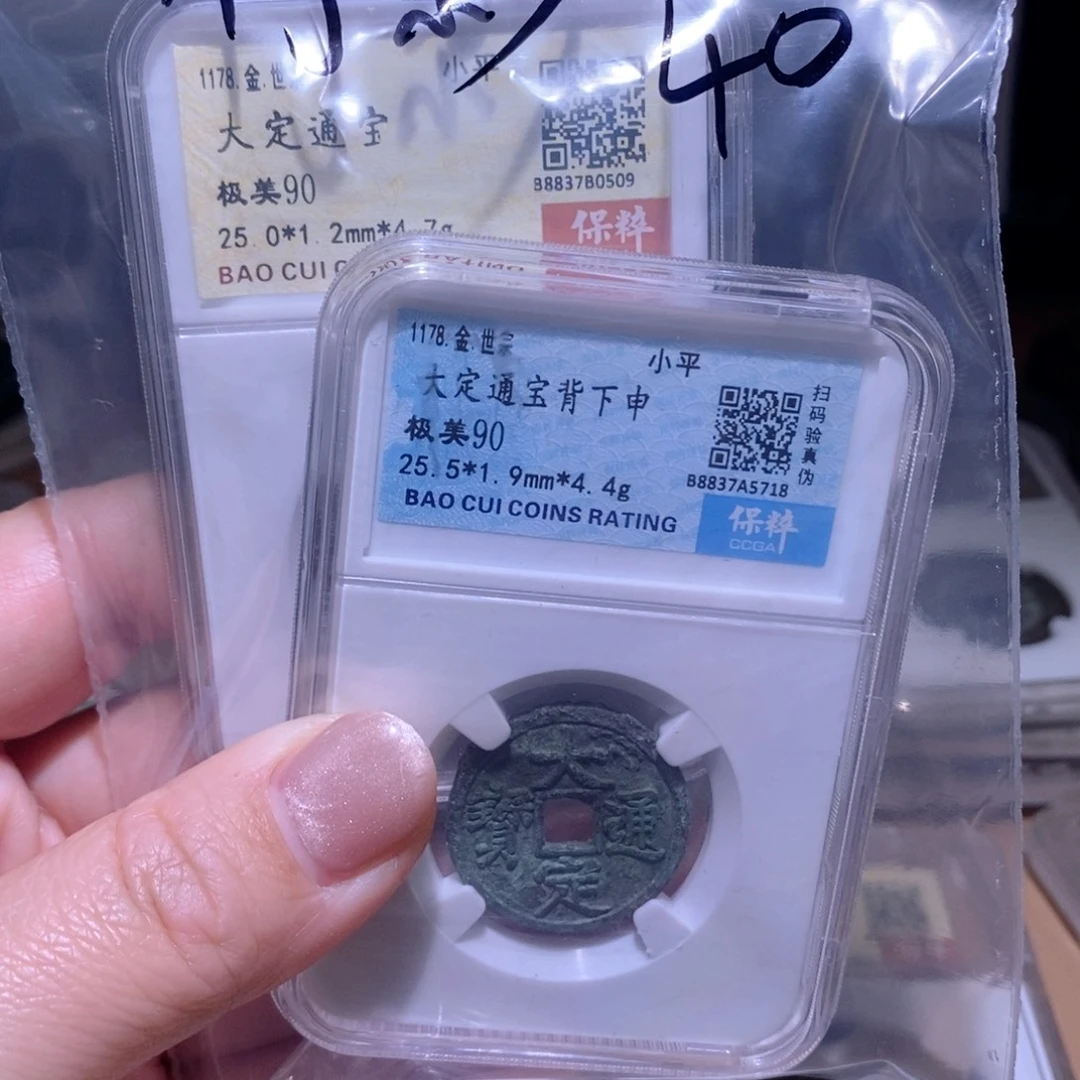 40
1178.金.世
小平
大定通宝
极美90
B8837B0509
25.0*1.2mm*4.7g
保粹
BAO CUI
1178.金.世宗
小平
大定通宝背下申
极美90
扫码验真伪
25.5*1.9mm*4.4g
B8837A5718
BAO CUI COINS RATING
保粹
CCGA
大
寳 通
定